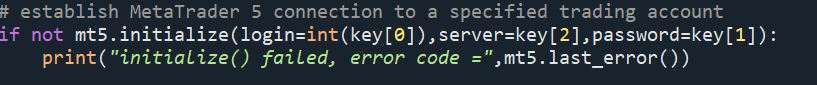 # establish MetaTrader 5 connection to a specified trading account
if not mt5.initialize(login=int(key[0]),server=key[2],password=key[1]):
    print("initialize() failed, error code =",mt5.last_error())